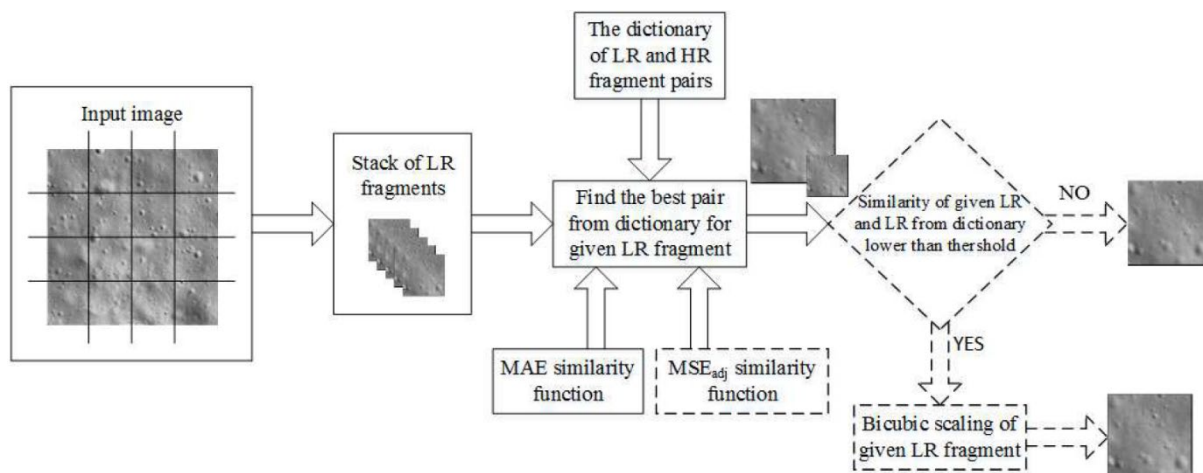 Input image
Stack of LR
fragments
The dictionary
of LR and HR
fragment pairs
Find the best pair
from dictionary for
given LR fragment
MAE similarity
function
MSEadj similarity
function
Similarity of given LR
and LR from dictionary
lower than thershold
NO
YES
Bicubic scaling of
given LR fragment